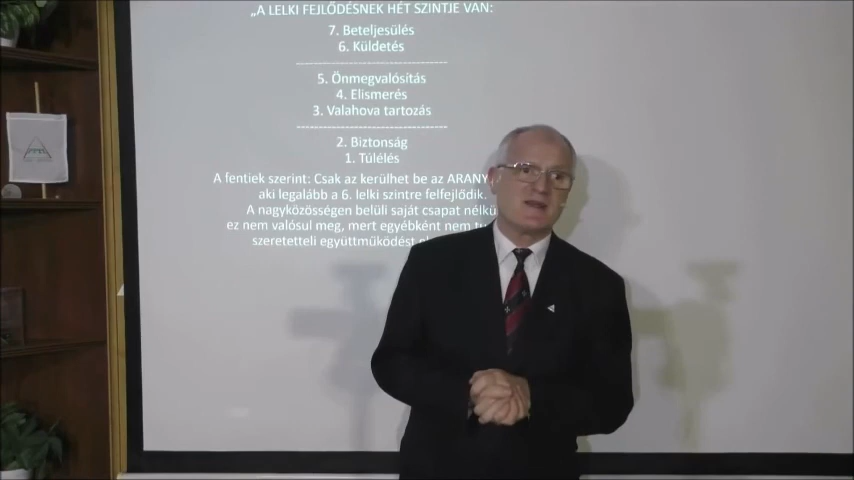 „A LELKI FEJLŐDÉSNEK HÉT SZINTJE VAN:
7. Beteljesülés
6. Küldetés
-----------------------------------
5. Önmegvalósítás
4. Elismerés
3. Valahova tartozás
-----------------------------------
2. Biztonság
1. Túlélés
A fentiek szerint: Csak az kerülhet be az ARANY
aki legalább a 6. lelki szintre felfejlődik.
A nagyközösségen belüli saját csapat nélkü
ez nem valósul meg, mert egyébként nem tu
szeretetteli együttműködést